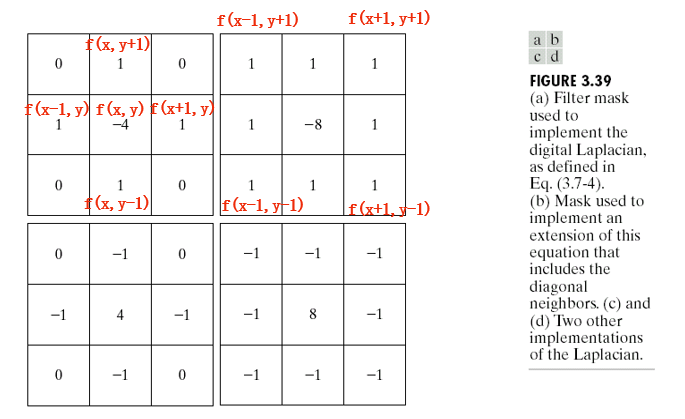 f(x-1, y+1) f(x+1, y+1)
f(x, y+1)
0 1 0 1 1 1
f(x-1, y) f(x, y) f(x+1, y)
1 -4 1 1 -8 1
0 1 0 1 1 1
f(x, y-1) f(x-1, y-1) f(x+1, y-1)
0 -1 0 -1 -1 -1
-1 4 -1 -1 8 -1
0 -1 0 -1 -1 -1
a b
c d
FIGURE 3.39
(a) Filter mask
used to
implement the
digital Laplacian,
as defined in
Eq. (3.7-4).
(b) Mask used to
implement an
extension of this
equation that
includes the
diagonal
neighbors. (c) and
(d) Two other
implementations
of the Laplacian.